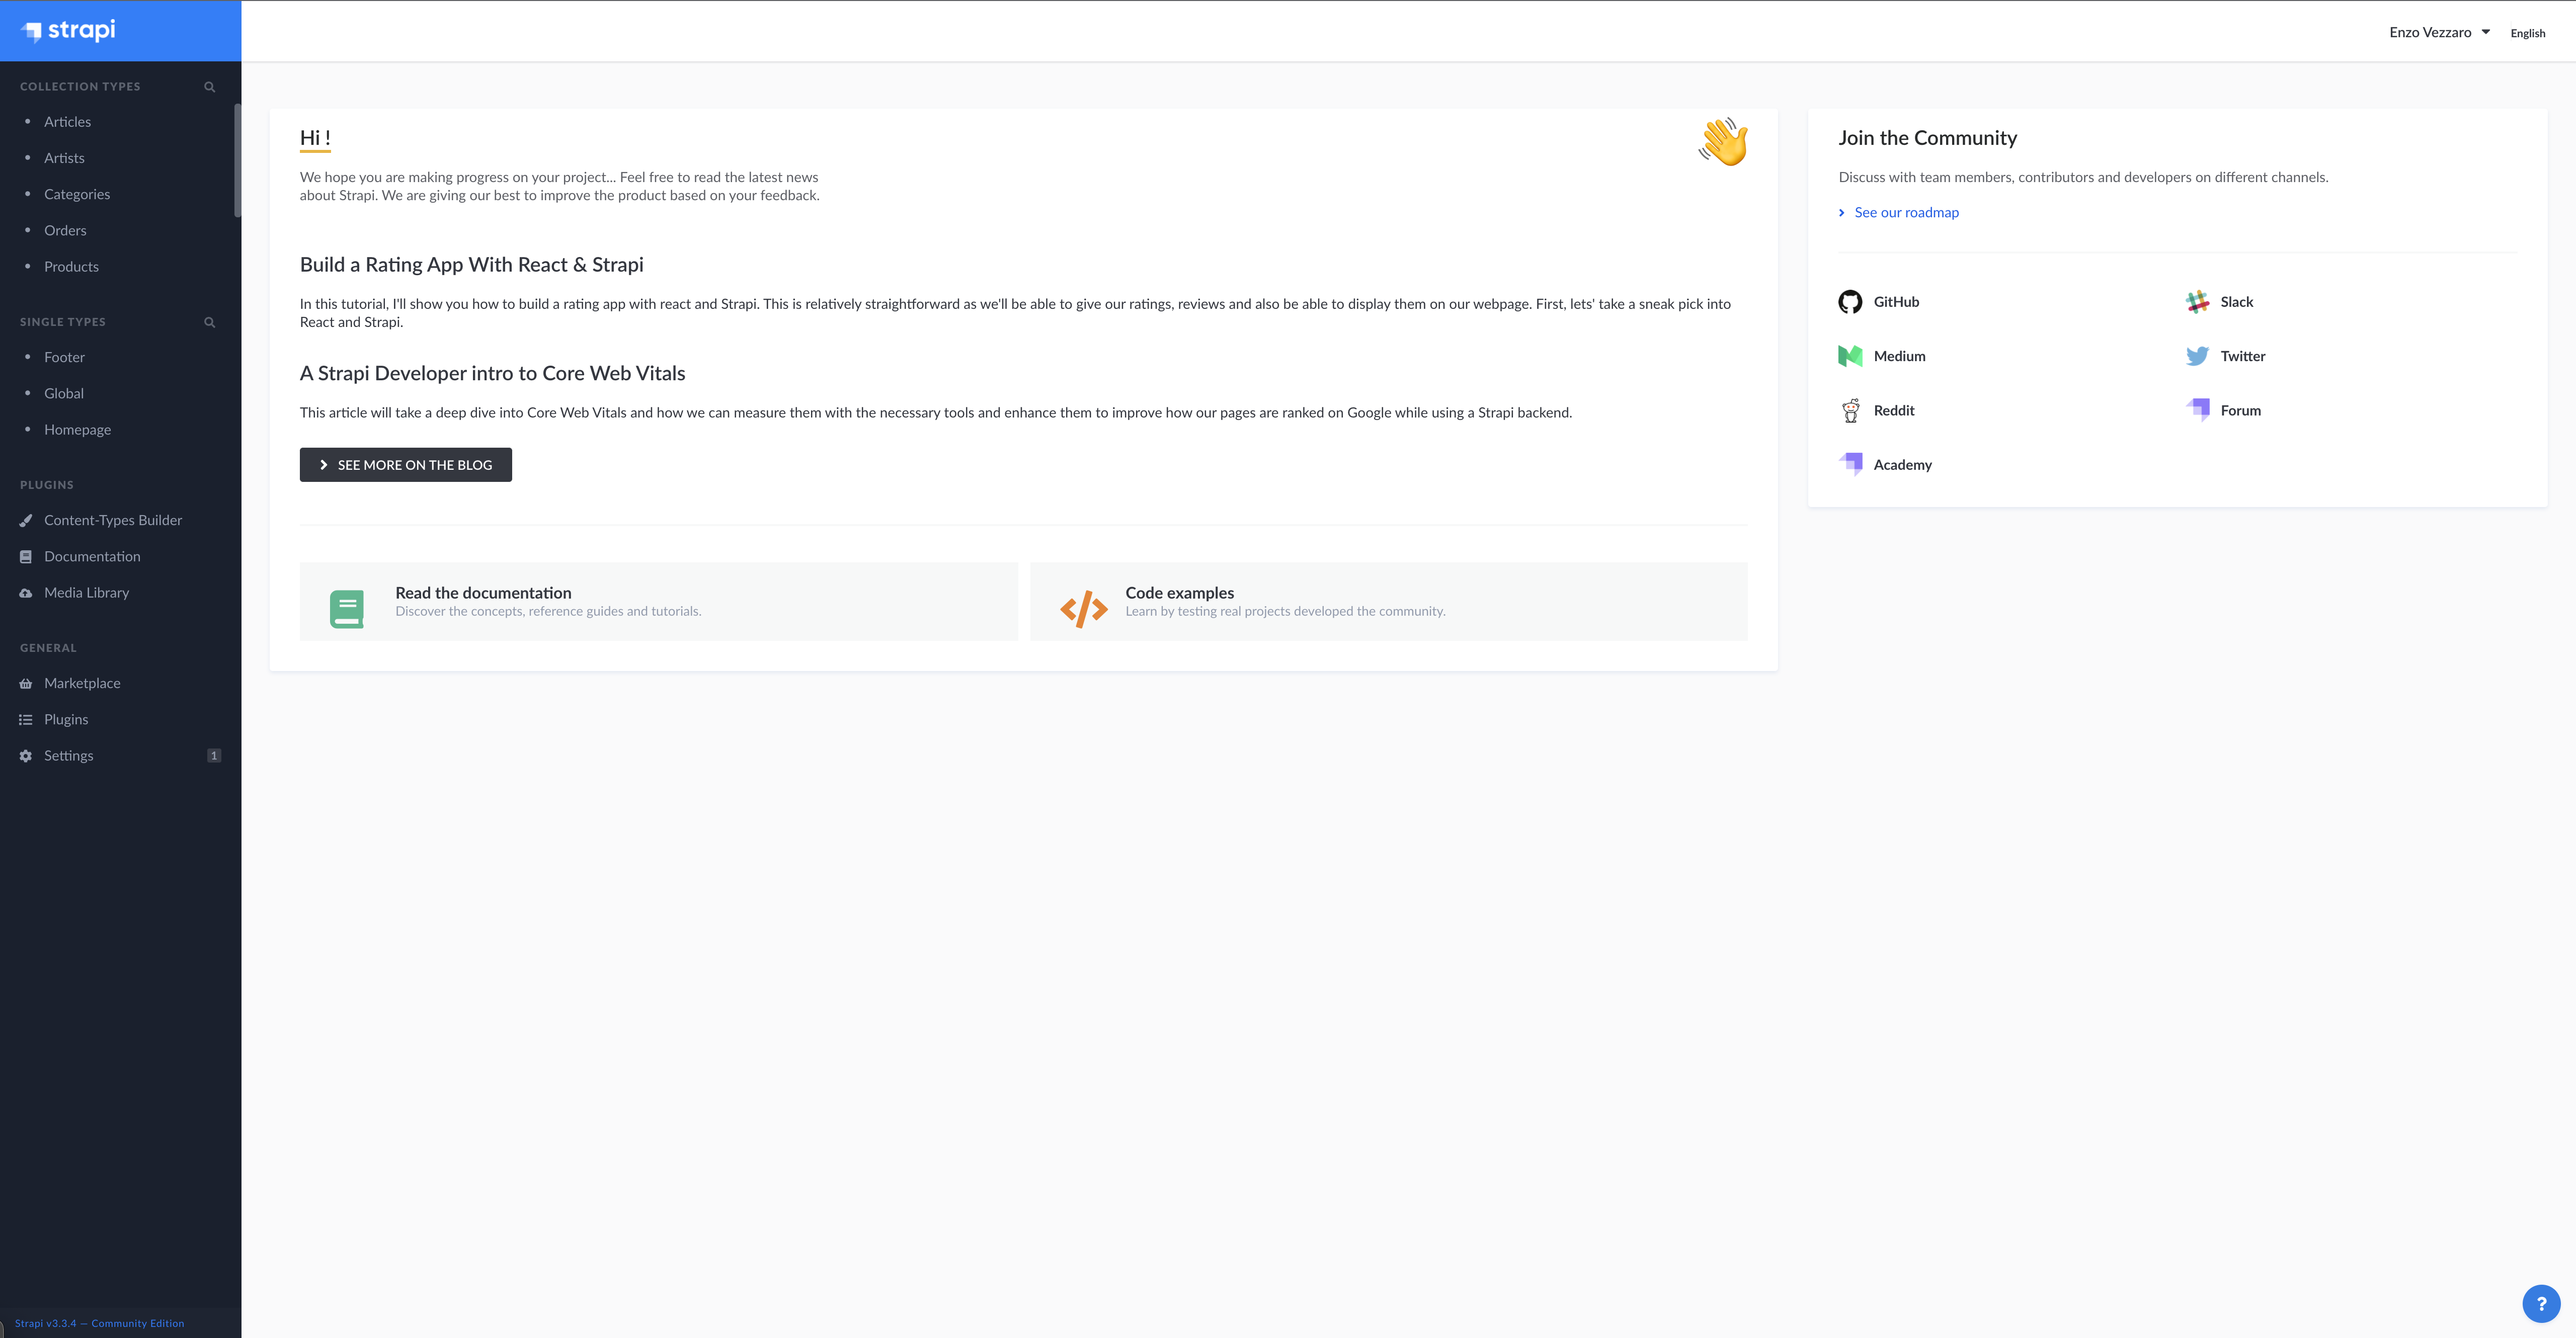 strapi
COLLECTION TYPES
Articles
Artists
Categories
Orders
Products
SINGLE TYPES
Footer
Global
Homepage
PLUGINS
Content-Types Builder
Documentation
Media Library
GENERAL
Marketplace
Plugins
Settings 1
Strapi v3.3.4 — Community Edition
Enzo Vezzaro English
Hi !
We hope you are making progress on your project... Feel free to read the latest news
about Strapi. We are giving our best to improve the product based on your feedback.
Build a Rating App With React & Strapi
In this tutorial, I'll show you how to build a rating app with react and Strapi. This is relatively straightforward as we'll be able to give our ratings, reviews and also be able to display them on our webpage. First, lets' take a sneak pick into
React and Strapi.
A Strapi Developer intro to Core Web Vitals
This article will take a deep dive into Core Web Vitals and how we can measure them with the necessary tools and enhance them to improve how our pages are ranked on Google while using a Strapi backend.
SEE MORE ON THE BLOG
Read the documentation
Discover the concepts, reference guides and tutorials.
Code examples
Learn by testing real projects developed the community.
Join the Community
Discuss with team members, contributors and developers on different channels.
See our roadmap
GitHub
Slack
Medium
Twitter
Reddit
Forum
Academy
?